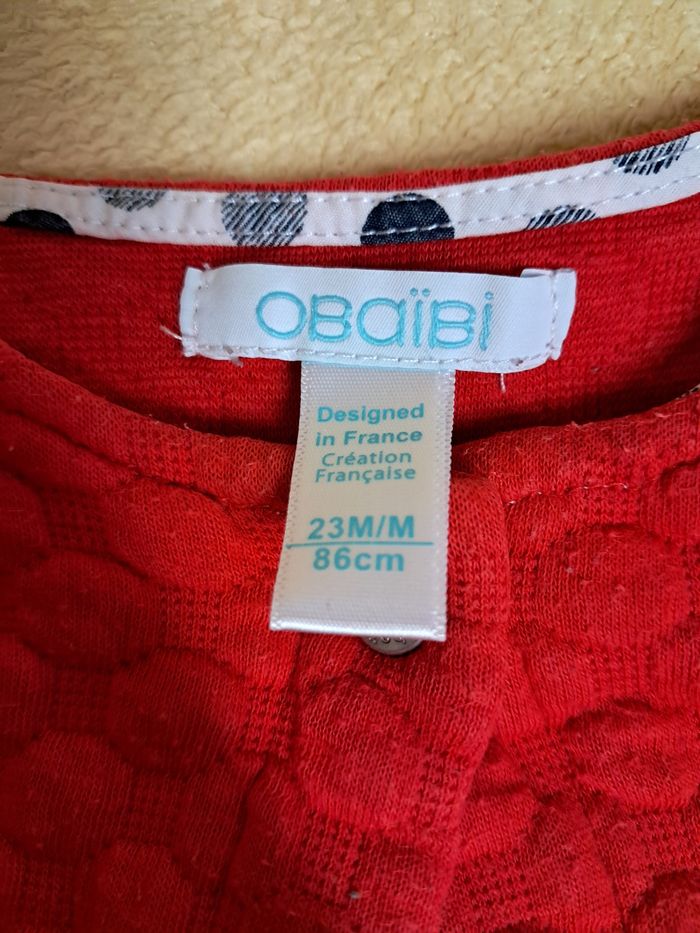 OBaïBi
Designed
in France
Création
Française
23M/M
86cm